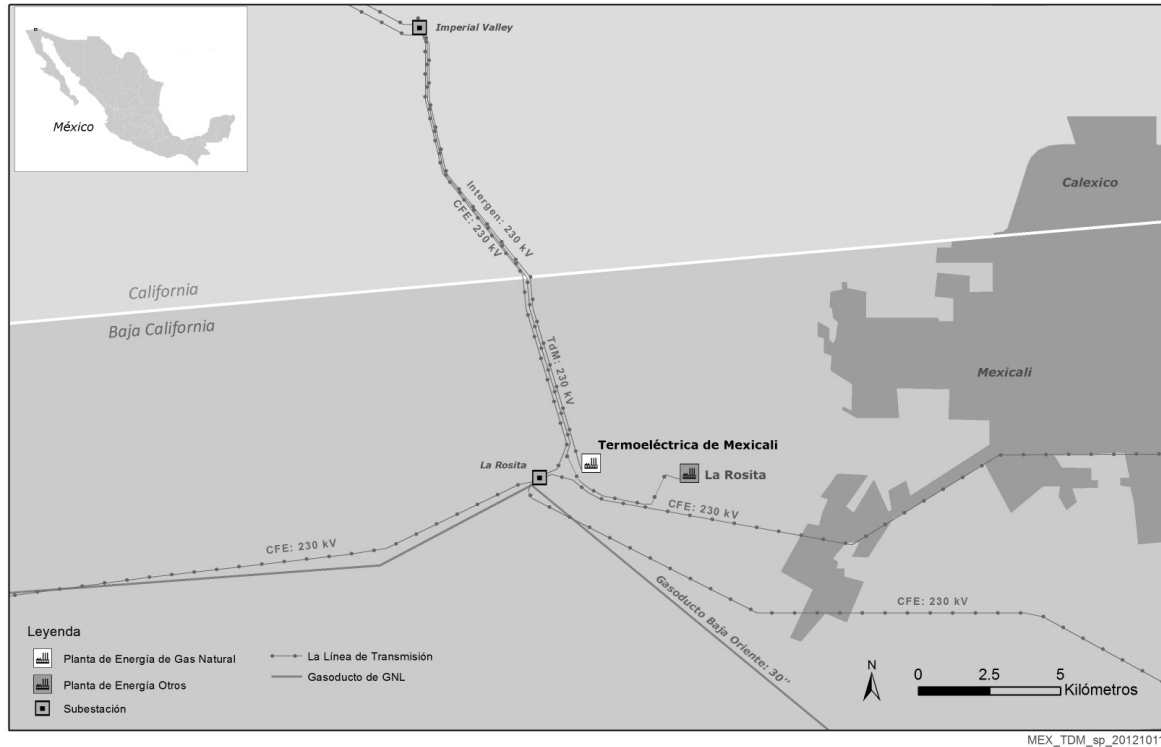 Imperial Valley
México
Calexico
Intergen: 230 kV
CFE: 230 kV
California
Baja California
TdM: 230 kV
Mexicali
Termoeléctrica de Mexicali
La Rosita
La Rosita
CFE: 230 kV
CFE: 230 kV
Gasoducto Baja Oriente: 30"
CFE: 230 kV
Leyenda
Planta de Energía de Gas Natural
Planta de Energía Otros
Subestación
La Línea de Transmisión
Gasoducto de GNL
N
0 2.5 5
Kilómetros
MEX_TDM_sp_20121011